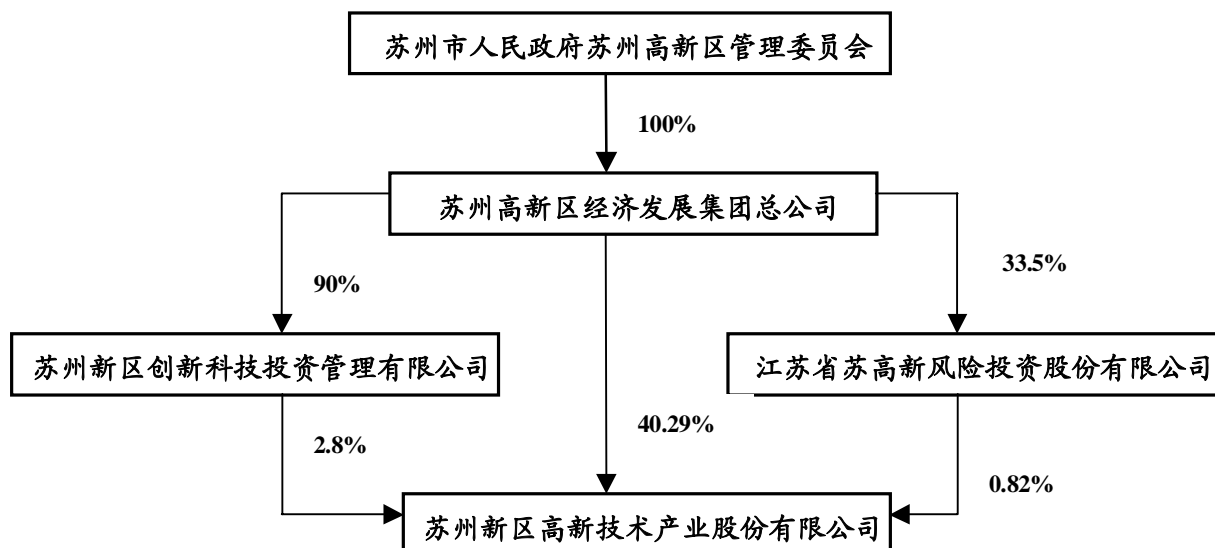 苏州市人民政府苏州高新区管理委员会
100%
苏州高新区经济发展集团总公司
90%
33.5%
苏州新区创新科技投资管理有限公司
江苏省苏高新风险投资股份有限公司
2.8%
40.29%
0.82%
苏州新区高新技术产业股份有限公司